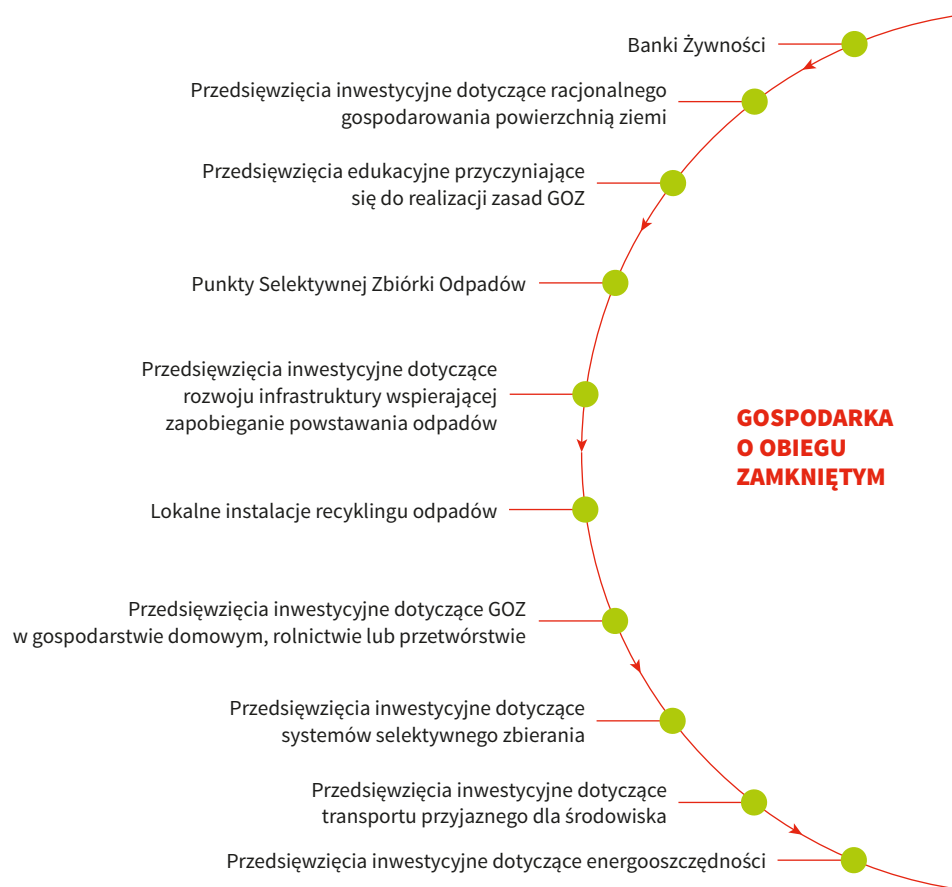 Banki Żywności
Przedsięwzięcia inwestycyjne dotyczące racjonalnego
gospodarowania powierzchnią ziemi
Przedsięwzięcia edukacyjne przyczyniające
się do realizacji zasad GOZ
Punkty Selektywnej Zbiórki Odpadów
Przedsięwzięcia inwestycyjne dotyczące
rozwoju infrastruktury wspierającej
zapobieganie powstawania odpadów
GOSPODARKA
O OBIEGU
ZAMKNIĘTYM
Lokalne instalacje recyklingu odpadów
Przedsięwzięcia inwestycyjne dotyczące GOZ
w gospodarstwie domowym, rolnictwie lub przetwórstwie
Przedsięwzięcia inwestycyjne dotyczące
systemów selektywnego zbierania
Przedsięwzięcia inwestycyjne dotyczące
transportu przyjaznego dla środowiska
Przedsięwzięcia inwestycyjne dotyczące energooszczędności